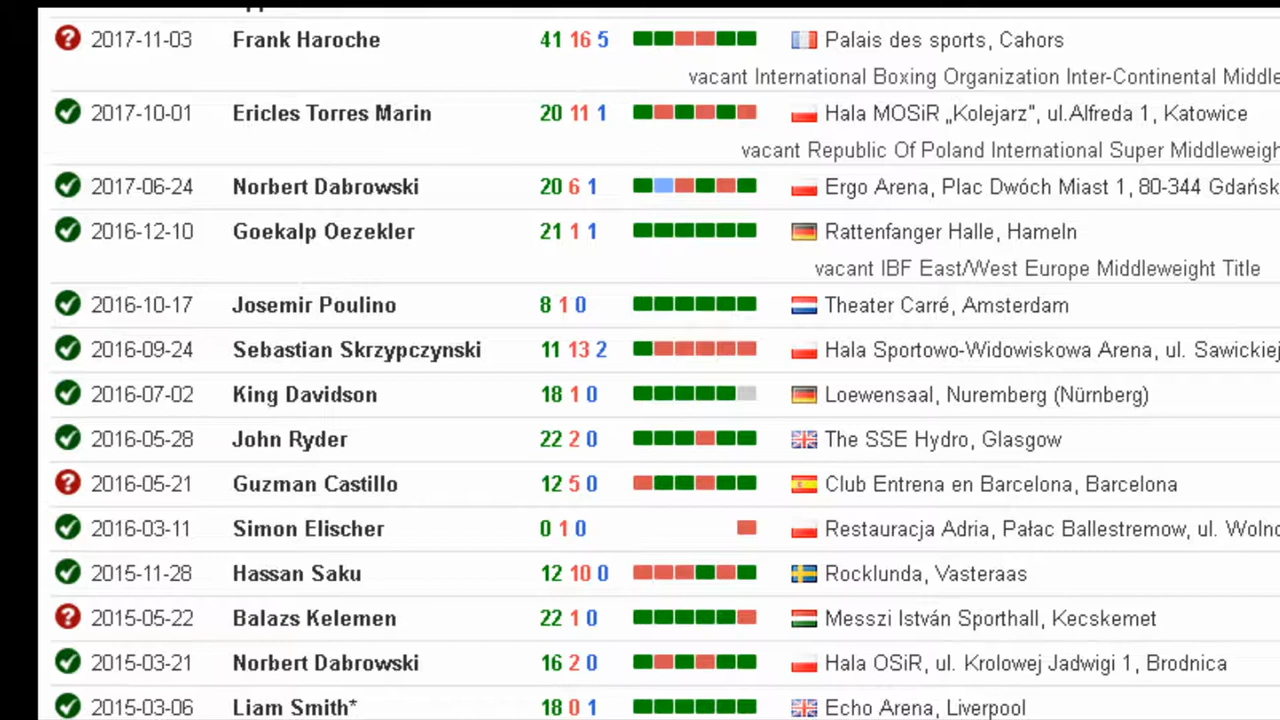 2017-11-03 Frank Haroche 41 16 5 Palais des sports, Cahors
vacant International Boxing Organization Inter-Continental Middle
2017-10-01 Ericles Torres Marin 20 11 1 Hala MOSiR „Kolejarz", ul.Alfreda 1, Katowice
vacant Republic Of Poland International Super Middleweigh
2017-06-24 Norbert Dabrowski 20 6 1 Ergo Arena, Plac Dwóch Miast 1, 80-344 Gdańsk
2016-12-10 Goekalp Oezekler 21 1 1 Rattenfanger Halle, Hameln
vacant IBF East/West Europe Middleweight Title
2016-10-17 Josemir Poulino 8 1 0 Theater Carré, Amsterdam
2016-09-24 Sebastian Skrzypczynski 11 13 2 Hala Sportowo-Widowiskowa Arena, ul. Sawickiej
2016-07-02 King Davidson 18 1 0 Loewensaal, Nuremberg (Nürnberg)
2016-05-28 John Ryder 22 2 0 The SSE Hydro, Glasgow
2016-05-21 Guzman Castillo 12 5 0 Club Entrena en Barcelona, Barcelona
2016-03-11 Simon Elischer 0 1 0 Restauracja Adria, Pałac Ballestremow, ul. Wolno
2015-11-28 Hassan Saku 12 10 0 Rocklunda, Vasteraas
2015-05-22 Balazs Kelemen 22 1 0 Messzi István Sporthall, Kecskemet
2015-03-21 Norbert Dabrowski 16 2 0 Hala OSiR, ul. Krolowej Jadwigi 1, Brodnica
2015-03-06 Liam Smith* 18 0 1 Echo Arena, Liverpool